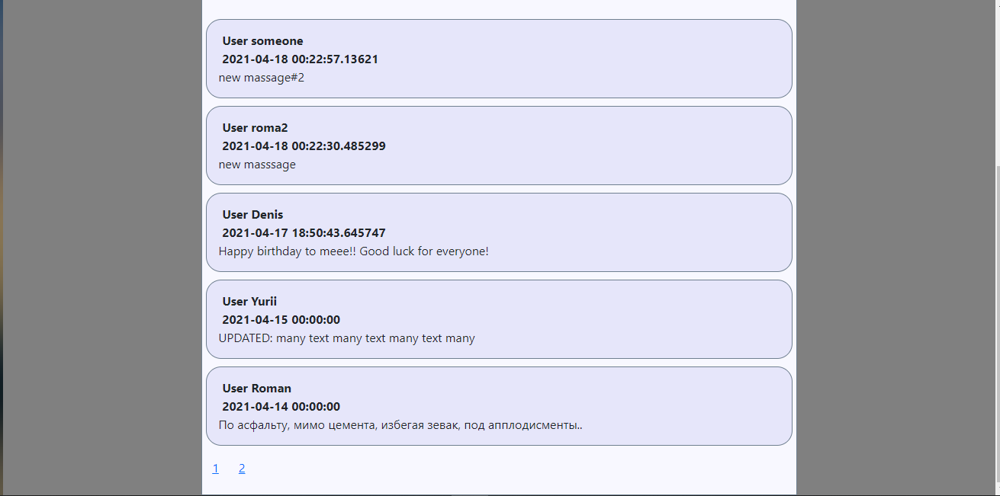 User someone
2021-04-18 00:22:57.13621
new massage#2
User roma2
2021-04-18 00:22:30.485299
new masssage
User Denis
2021-04-17 18:50:43.645747
Happy birthday to meee!! Good luck for everyone!
User Yurii
2021-04-15 00:00:00
UPDATED: many text many text many text many
User Roman
2021-04-14 00:00:00
По асфальту, мимо цемента, избегая зевак, под апплодисменты..
1 2